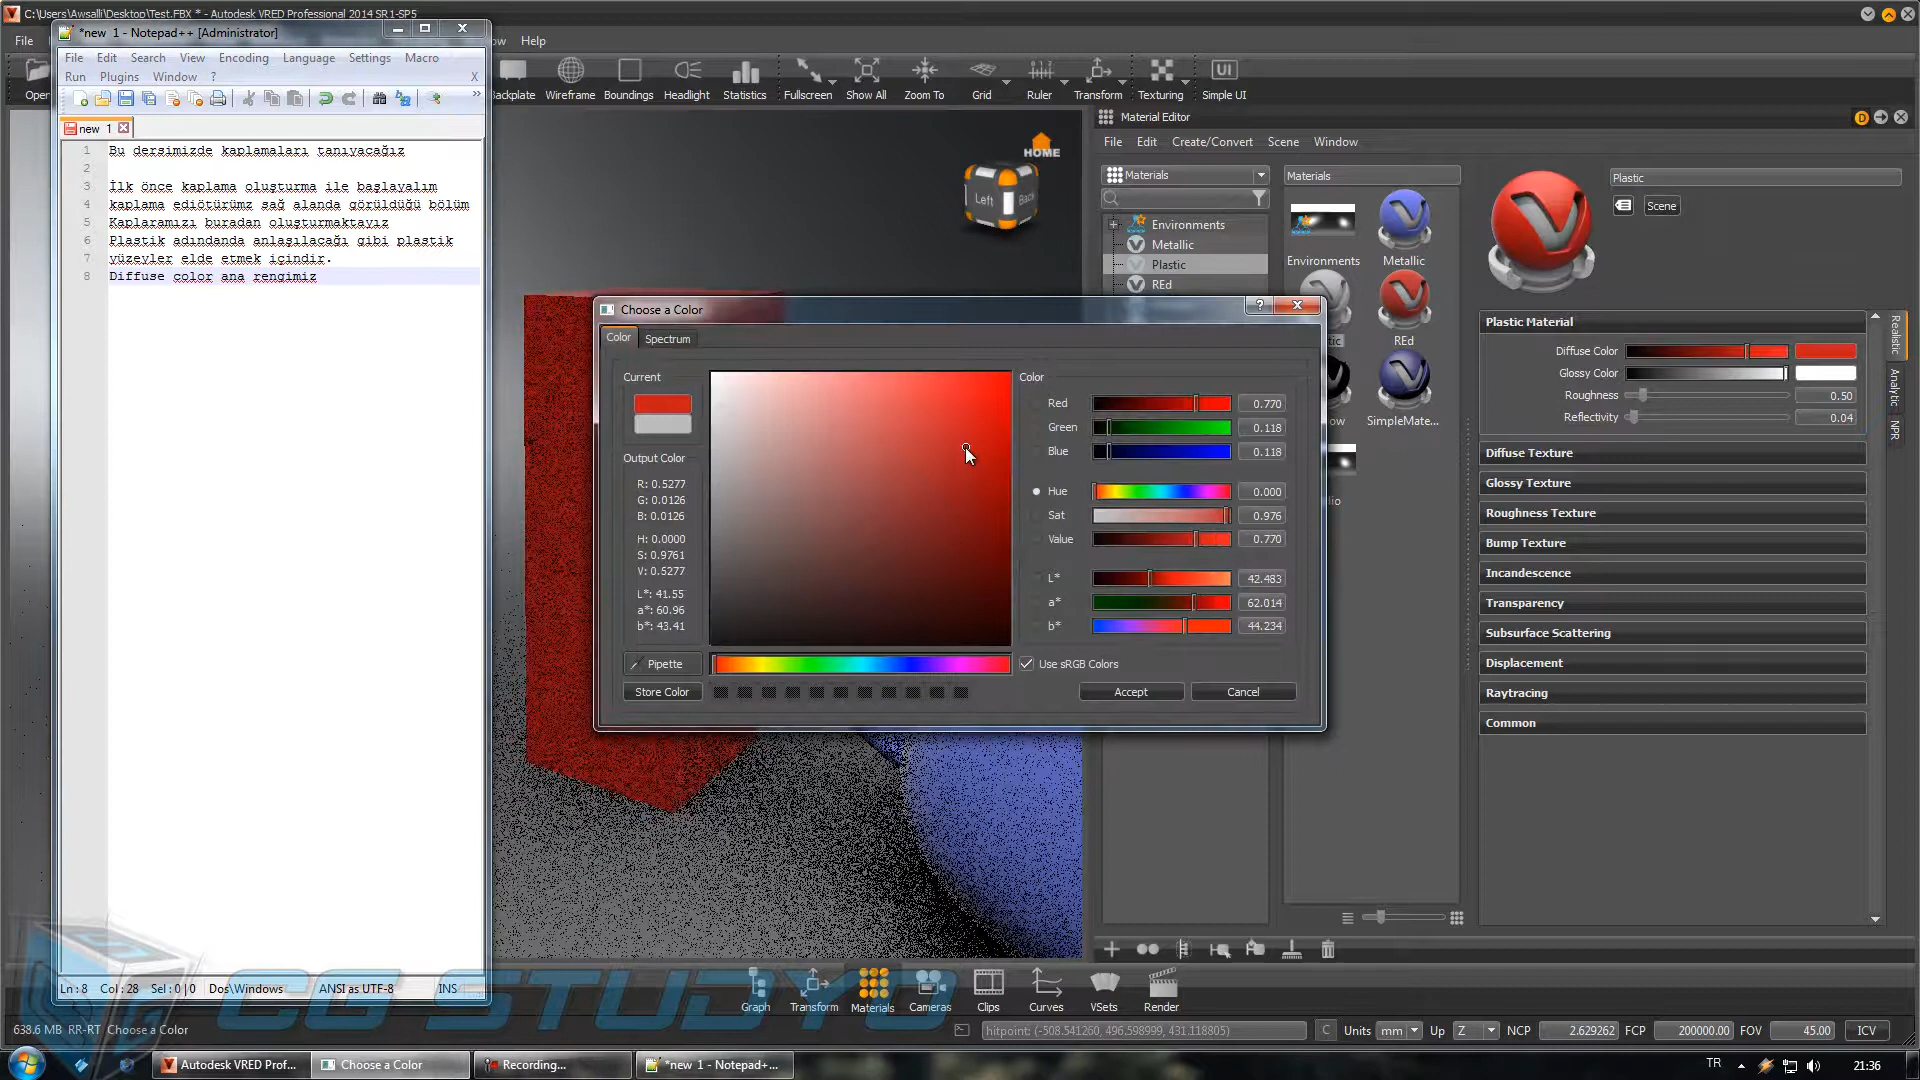 C:\Users\Awsalli\Desktop\Test.FBX * - Autodesk VRED Professional 2014 SR1-SP5
File
Help
*new 1 - Notepad++ [Administrator]
File Edit Search View Encoding Language Settings Macro
Run Plugins Window ? X
new 1
1 Bu dersimizde kaplamaları tanıyacağız
2
3 İlk önce kaplama oluşturma ile başlayalım
4 kaplama ediötürümz sağ alanda görüldüğü bölüm
5 Kaplaramızı buradan oluşturmaktayız
6 Plastik adındanda anlaşılacağı gibi plastik
7 yüzeyler elde etmek içindir.
8 Diffuse color ana rengimiz
Ln:8 Col:28 Sel:0|0 Dos\Windows ANSI as UTF-8 INS
Open
Backplate Wireframe Boundings Headlight Statistics Fullscreen Show All Zoom To Grid Ruler Transform Texturing Simple UI
UI
HOME
Left Back
Material Editor
File Edit Create/Convert Scene Window
Materials
Environments
Metallic
Plastic
REd
Materials
Environments Metallic
REd
SimpleMate...
Plastic
Scene
Plastic Material
Diffuse Color
Glossy Color
Roughness 0.50
Reflectivity 0.04
Diffuse Texture
Glossy Texture
Roughness Texture
Bump Texture
Incandescence
Transparency
Subsurface Scattering
Displacement
Raytracing
Common
Realistic
Analytic
NPR
Choose a Color
Color Spectrum
Current
Output Color
R: 0.5277
G: 0.0126
B: 0.0126
H: 0.0000
S: 0.9761
V: 0.5277
L*: 41.55
a*: 60.96
b*: 43.41
Pipette
Store Color
Color
Red 0.770
Green 0.118
Blue 0.118
Hue 0.000
Sat 0.976
Value 0.770
L* 42.483
a* 62.014
b* 44.234
Use sRGB Colors
Accept Cancel
CG STUDYO
Graph Transform Materials Cameras Clips Curves VSets Render
638.6 MB RR-RT Choose a Color
hitpoint: (-508.541260, 496.598999, 431.118805) C Units mm Up Z NCP 2.629262 FCP 200000.00 FOV 45.00 ICV
Autodesk VRED Prof... Choose a Color Recording... *new 1 - Notepad+...
TR 21:36